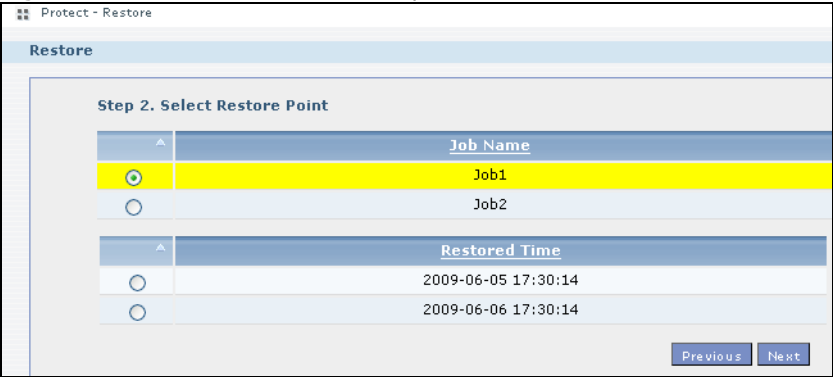 Protect - Restore
Restore
Step 2. Select Restore Point
Job Name
Job1
Job2
Restored Time
2009-06-05 17:30:14
2009-06-06 17:30:14
Previous Next